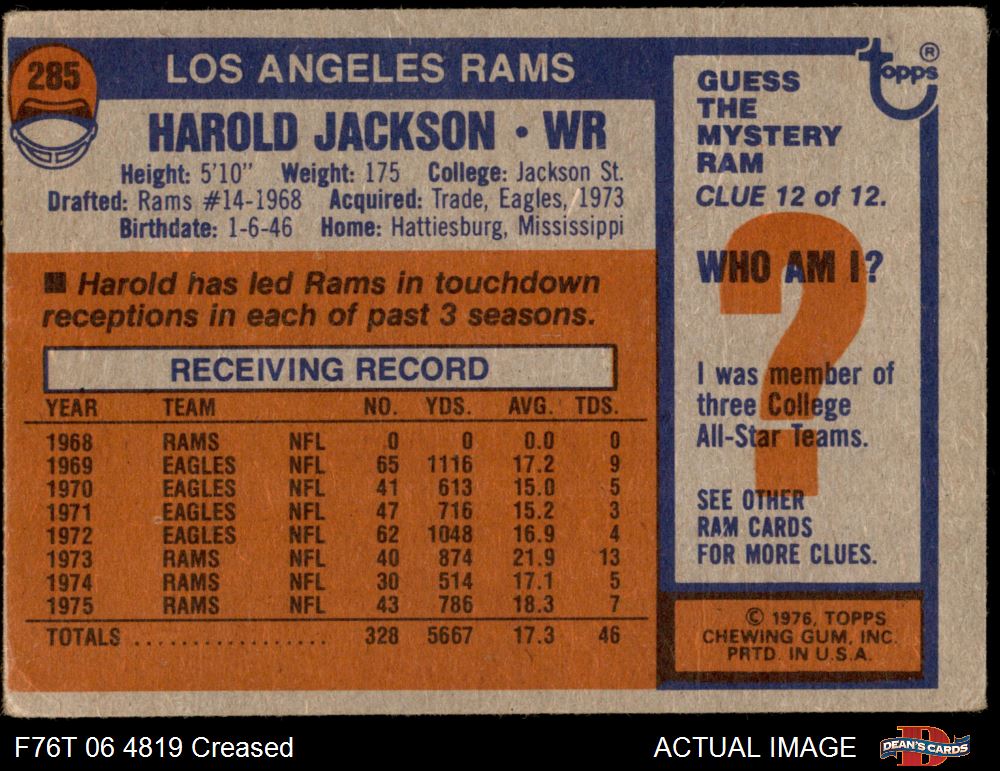 285
LOS ANGELES RAMS
HAROLD JACKSON • WR
Height: 5'10" Weight: 175 College: Jackson St.
Drafted: Rams #14-1968 Acquired: Trade, Eagles, 1973
Birthdate: 1-6-46 Home: Hattiesburg, Mississippi
■ Harold has led Rams in touchdown
receptions in each of past 3 seasons.
RECEIVING RECORD
YEAR TEAM NO. YDS. AVG. TDS.
1968 RAMS NFL 0 0 0.0 0
1969 EAGLES NFL 65 1116 17.2 9
1970 EAGLES NFL 41 613 15.0 5
1971 EAGLES NFL 47 716 15.2 3
1972 EAGLES NFL 62 1048 16.9 4
1973 RAMS NFL 40 874 21.9 13
1974 RAMS NFL 30 514 17.1 5
1975 RAMS NFL 43 786 18.3 7
TOTALS .................. 328 5667 17.3 46
Topps ®
GUESS
THE
MYSTERY
RAM
CLUE 12 of 12.
?
WHO AM I?
I was member of
three College
All-Star Teams.
SEE OTHER
RAM CARDS
FOR MORE CLUES.
© 1976, TOPPS
CHEWING GUM, INC.
PRTD. IN U.S.A.
F76T 06 4819 Creased
ACTUAL IMAGE
D
DEAN'S CARDS